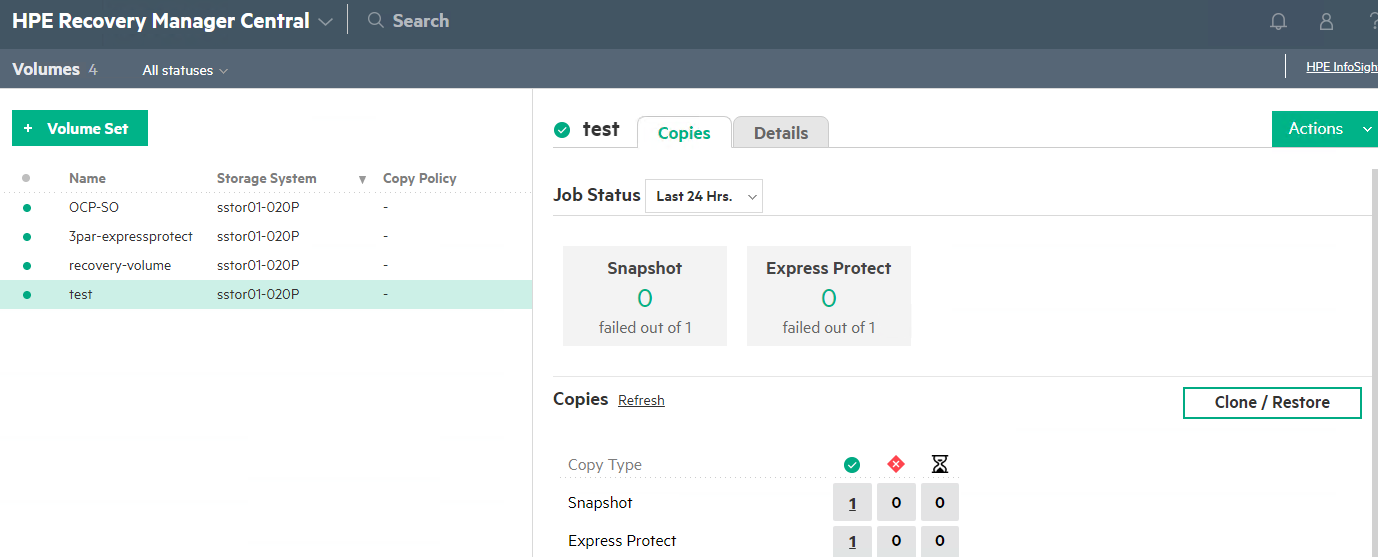 HPE Recovery Manager Central Search
Volumes 4 All statuses HPE InfoSigh
+ Volume Set
Name Storage System Copy Policy
OCP-SO sstor01-020P -
3par-expressprotect sstor01-020P -
recovery-volume sstor01-020P -
test sstor01-020P -
test Copies Details Actions
Job Status Last 24 Hrs.
Snapshot Express Protect
0 0
failed out of 1 failed out of 1
Copies Refresh Clone / Restore
Copy Type
Snapshot 1 0 0
Express Protect 1 0 0